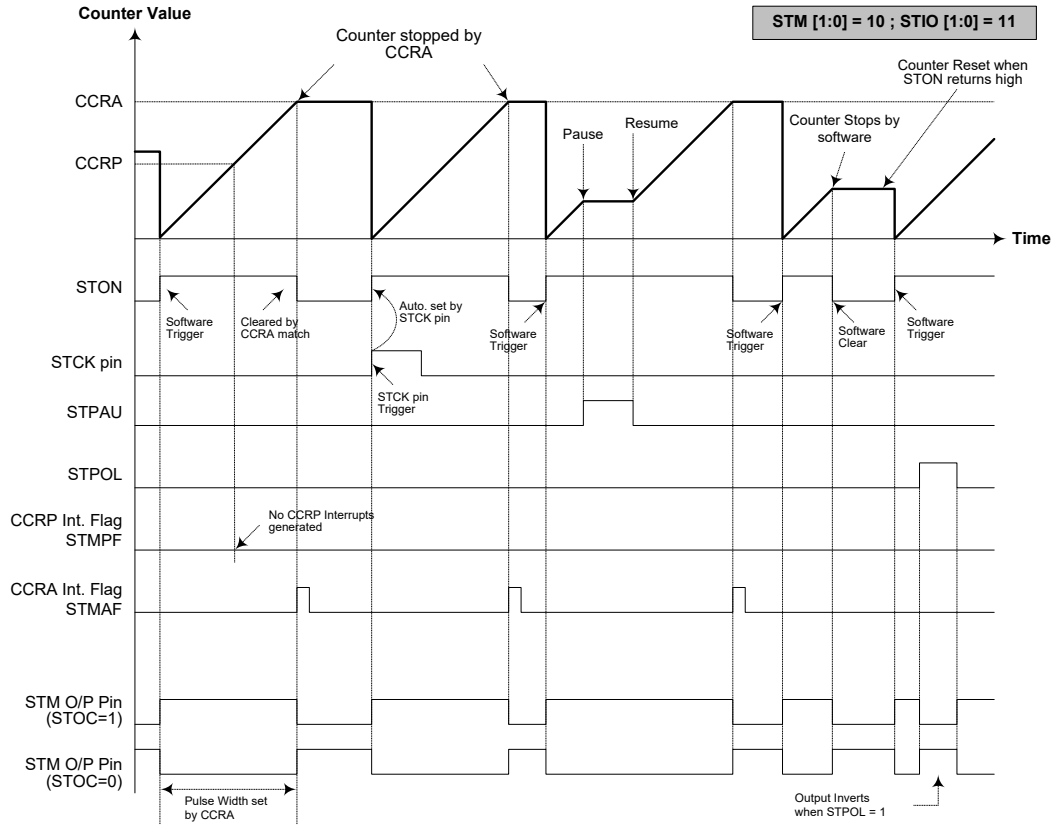 Counter Value
STM [1:0] = 10 ; STIO [1:0] = 11
Counter stopped by
CCRA
Counter Reset when
STON returns high
CCRA
Pause
Resume
Counter Stops by
software
CCRP
Time
STON
Software
Trigger
Cleared by
CCRA match
Auto. set by
STCK pin
Software
Trigger
Software
Trigger
Software
Clear
Software
Trigger
STCK pin
STCK pin
Trigger
STPAU
STPOL
CCRP Int. Flag
STMPF
No CCRP Interrupts
generated
CCRA Int. Flag
STMAF
STM O/P Pin
(STOC=1)
STM O/P Pin
(STOC=0)
Pulse Width set
by CCRA
Output Inverts
when STPOL = 1